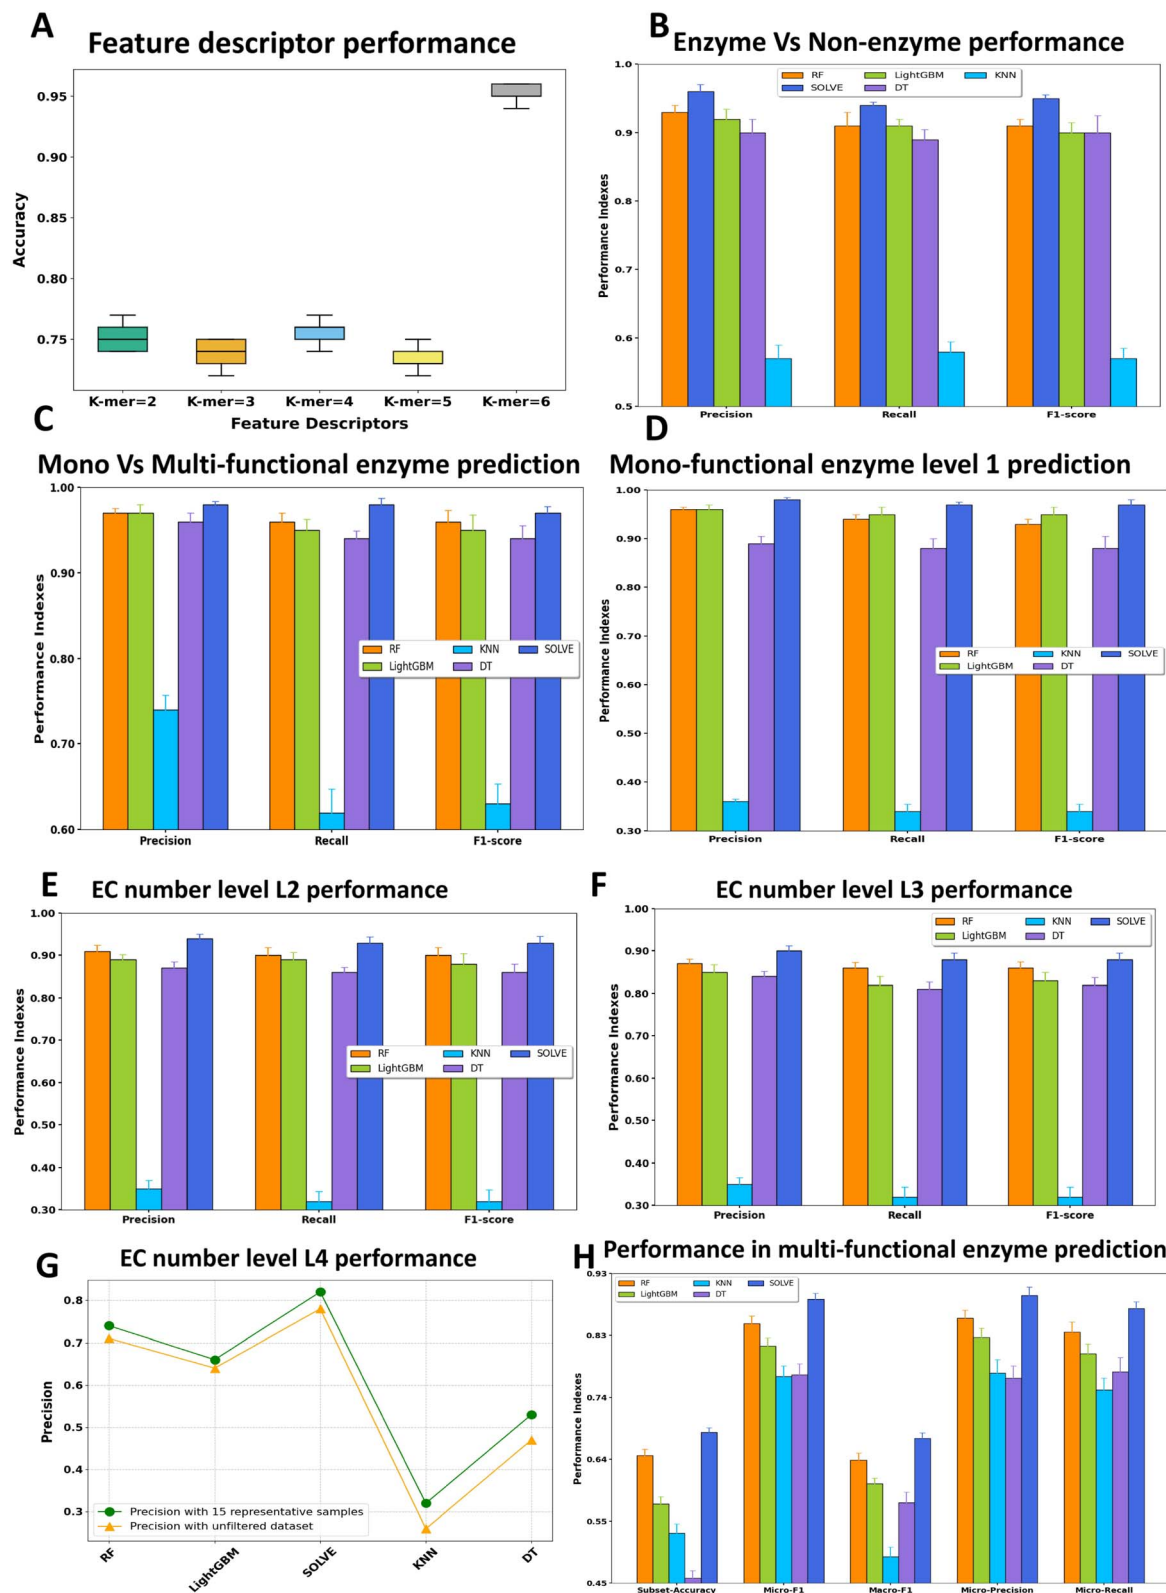 A
Feature descriptor performance
Accuracy
0.95
0.90
0.85
0.80
0.75
K-mer=2 K-mer=3 K-mer=4 K-mer=5 K-mer=6
Feature Descriptors
B
Enzyme Vs Non-enzyme performance
RF LightGBM KNN
SOLVE DT
Performance Indexes
1.0
0.9
0.8
0.7
0.6
0.5
Precision Recall F1-score
C
Mono Vs Multi-functional enzyme prediction
Performance Indexes
1.00
0.90
0.80
0.70
0.60
RF KNN SOLVE
LightGBM DT
Precision Recall F1-score
D
Mono-functional enzyme level 1 prediction
Performance Indexes
1.00
0.90
0.80
0.70
0.60
0.50
0.40
0.30
RF KNN SOLVE
LightGBM DT
Precision Recall F1-score
E
EC number level L2 performance
Performance Indexes
1.00
0.90
0.80
0.70
0.60
0.50
0.40
0.30
RF KNN SOLVE
LightGBM DT
Precision Recall F1-score
F
EC number level L3 performance
Performance Indexes
1.00
0.90
0.80
0.70
0.60
0.50
0.40
0.30
RF KNN SOLVE
LightGBM DT
Precision Recall F1-score
G
EC number level L4 performance
Precision
0.8
0.7
0.6
0.5
0.4
0.3
Precision with 15 representative samples
Precision with unfiltered dataset
RF LightGBM SOLVE KNN DT
H
Performance in multi-functional enzyme prediction
Performance Indexes
0.93
0.83
0.74
0.64
0.55
0.45
RF KNN SOLVE
LightGBM DT
Subset-Accuracy Micro-F1 Macro-F1 Micro-Precision Micro-Recall